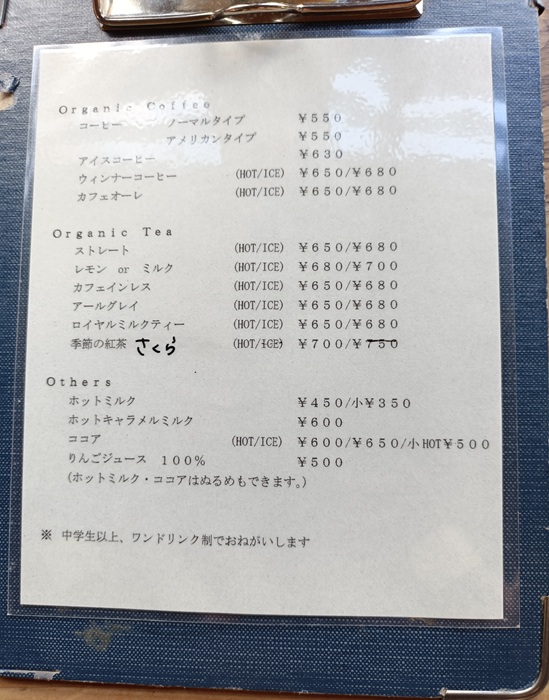 Organic Coffee
コーヒー ノーマルタイプ ¥550
アメリカンタイプ ¥550
アイスコーヒー ¥630
ウィンナーコーヒー (HOT/ICE) ¥650/¥680
カフェオーレ (HOT/ICE) ¥650/¥680
Organic Tea
ストレート (HOT/ICE) ¥650/¥680
レモン or ミルク (HOT/ICE) ¥680/¥700
カフェインレス (HOT/ICE) ¥650/¥680
アールグレイ (HOT/ICE) ¥650/¥680
ロイヤルミルクティー (HOT/ICE) ¥650/¥680
季節の紅茶 さくら (HOT/ICE) ¥700/¥750
Others
ホットミルク ¥450/小¥350
ホットキャラメルミルク ¥600
ココア (HOT/ICE) ¥600/¥650/小HOT¥500
りんごジュース 100% ¥500
(ホットミルク・ココアはぬるめもできます。)
※ 中学生以上、ワンドリンク制でおねがいします